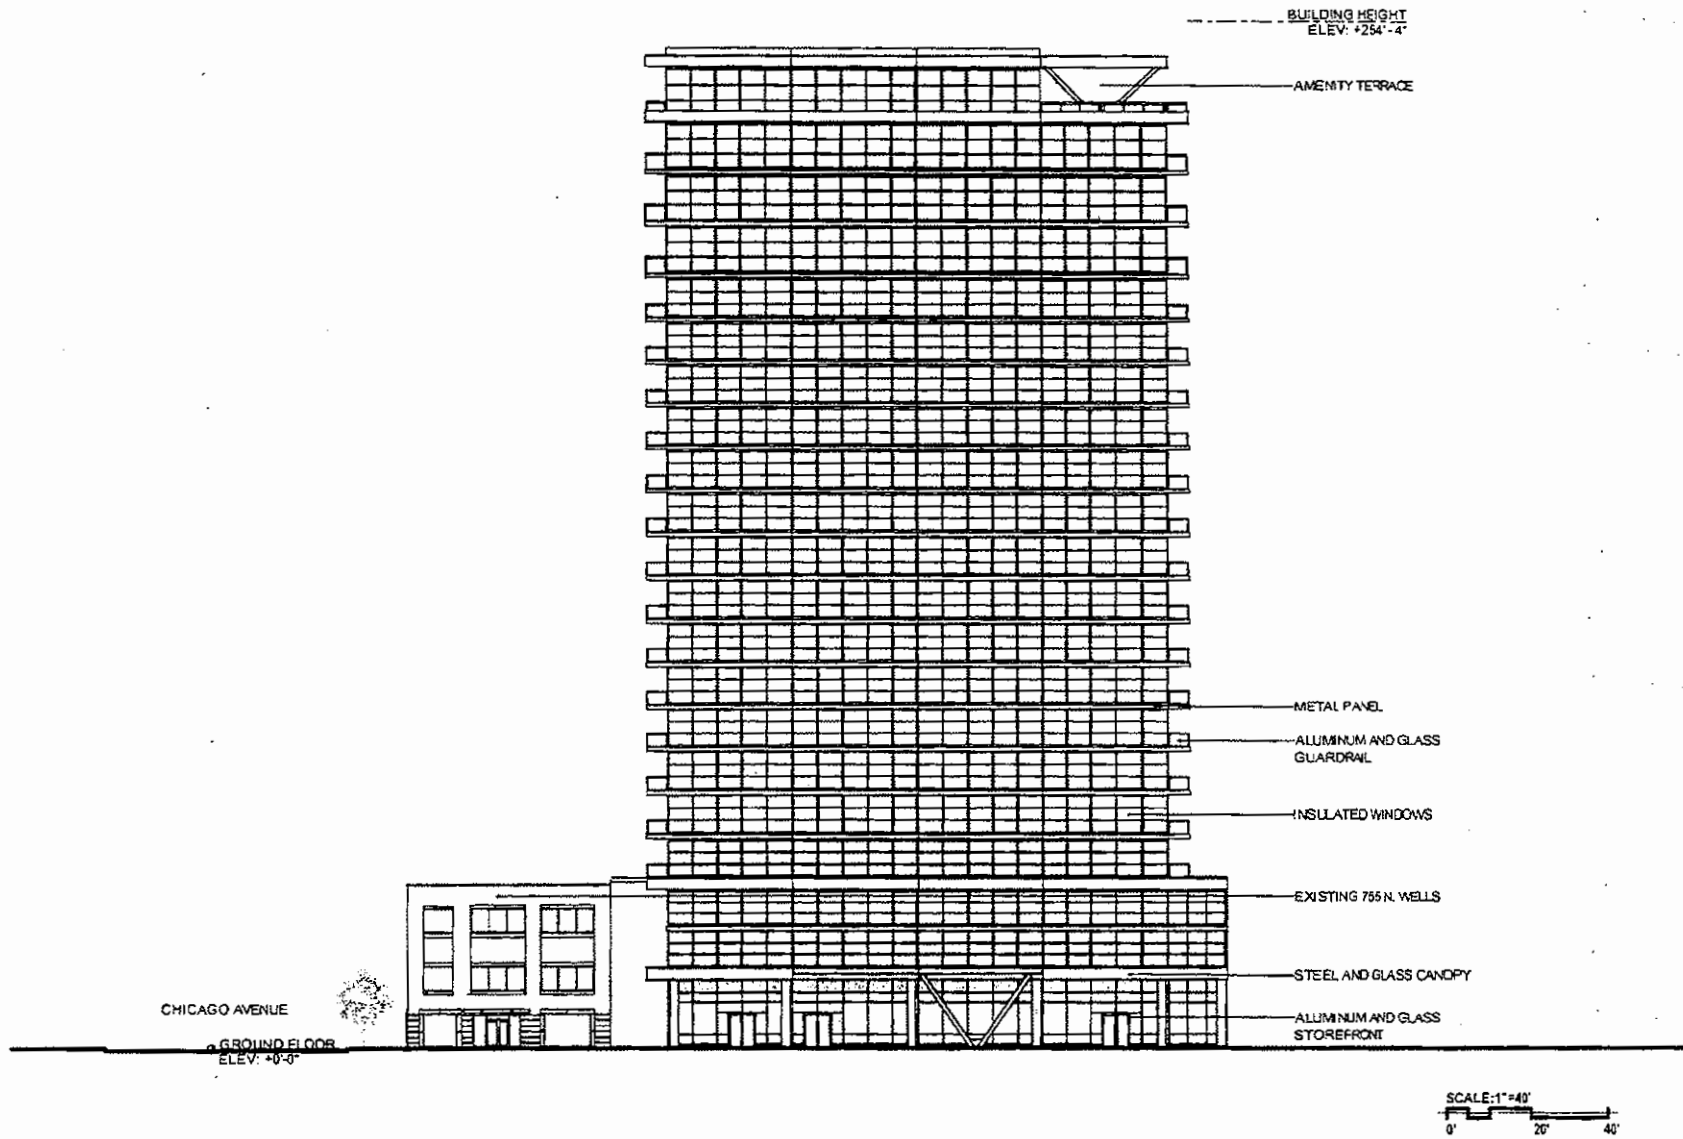 BUILDING HEIGHT
ELEV: +254'-4"
AMENITY TERRACE
METAL PANEL
ALUMINUM AND GLASS
GUARDRAIL
INSULATED WINDOWS
EXISTING 755 N. WELLS
STEEL AND GLASS CANOPY
CHICAGO AVENUE
ALUMINUM AND GLASS
STOREFRONT
GROUND FLOOR
ELEV: +0'-0"
SCALE:1"=40'
0' 20' 40'